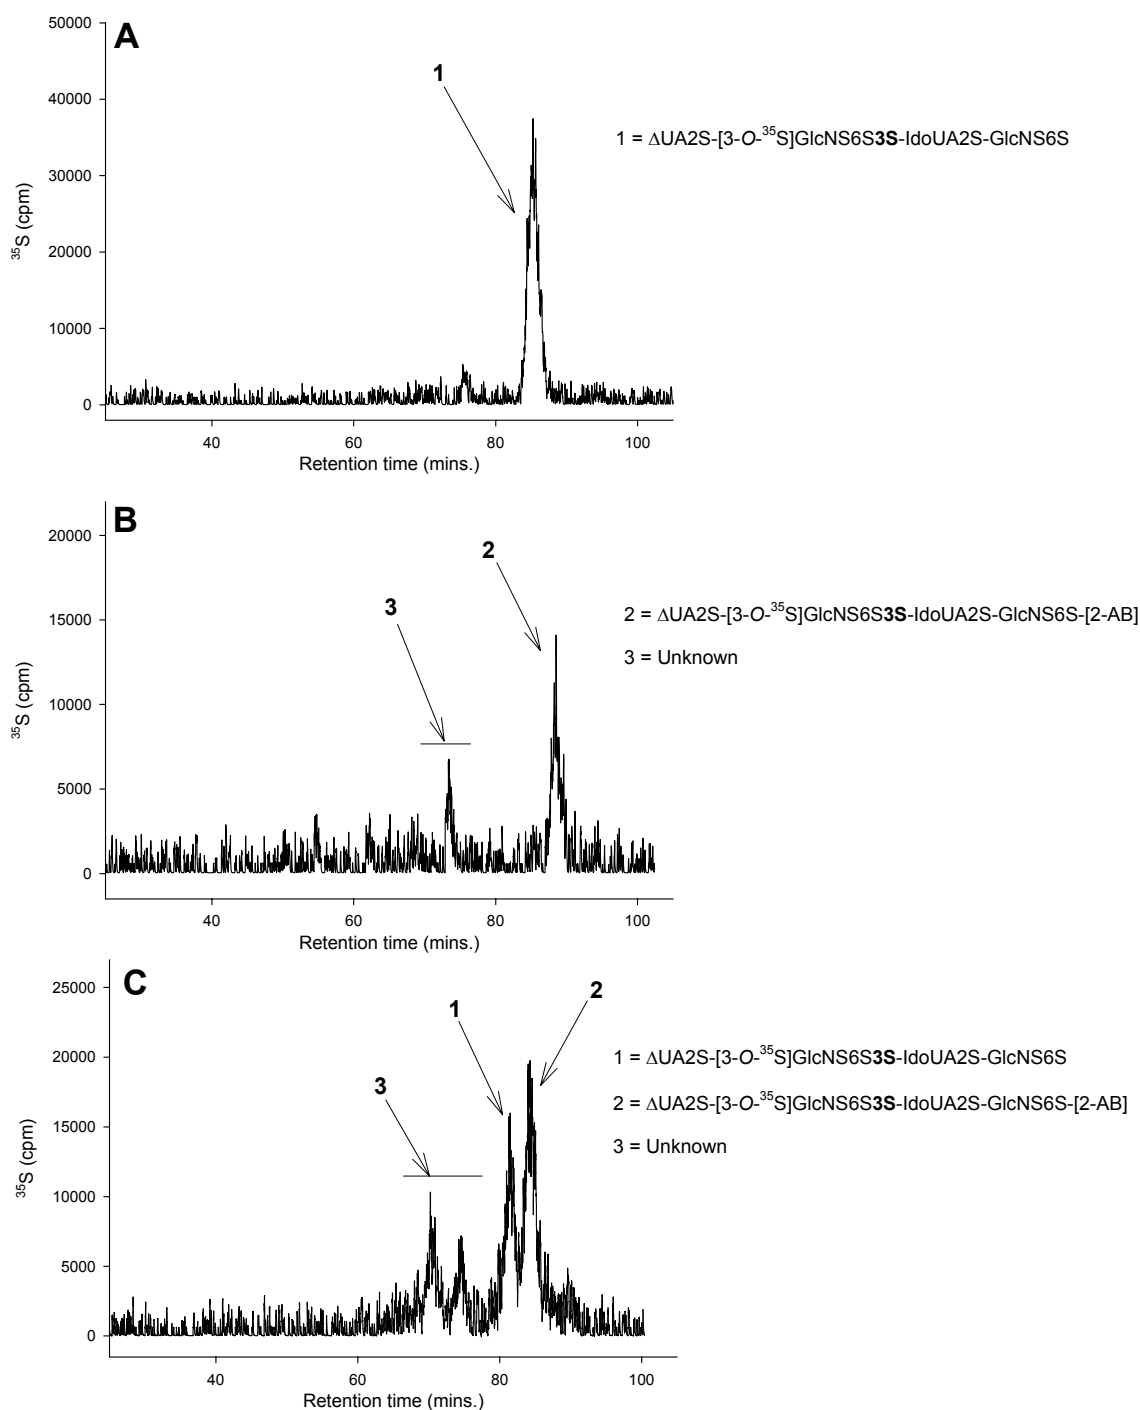 A
50000
40000
30000
20000
10000
0
³⁵S (cpm)
1
1 = ΔUA2S-[3-O-³⁵S]GlcNS6S3S-IdoUA2S-GlcNS6S
40 60 80 100
Retention time (mins.)
B
20000
15000
10000
5000
0
³⁵S (cpm)
2
3
2 = ΔUA2S-[3-O-³⁵S]GlcNS6S3S-IdoUA2S-GlcNS6S-[2-AB]
3 = Unknown
40 60 80 100
Retention time (mins.)
C
25000
20000
15000
10000
5000
0
³⁵S (cpm)
2
1
3
1 = ΔUA2S-[3-O-³⁵S]GlcNS6S3S-IdoUA2S-GlcNS6S
2 = ΔUA2S-[3-O-³⁵S]GlcNS6S3S-IdoUA2S-GlcNS6S-[2-AB]
3 = Unknown
40 60 80 100
Retention time (mins.)